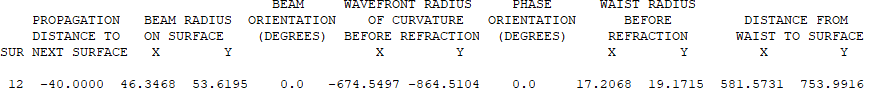 BEAM WAVEFRONT RADIUS PHASE WAIST RADIUS
PROPAGATION BEAM RADIUS ORIENTATION OF CURVATURE ORIENTATION BEFORE DISTANCE FROM
DISTANCE TO ON SURFACE (DEGREES) BEFORE REFRACTION (DEGREES) REFRACTION WAIST TO SURFACE
SUR NEXT SURFACE X Y X Y X Y X Y
12 -40.0000 46.3468 53.6195 0.0 -674.5497 -864.5104 0.0 17.2068 19.1715 581.5731 753.9916